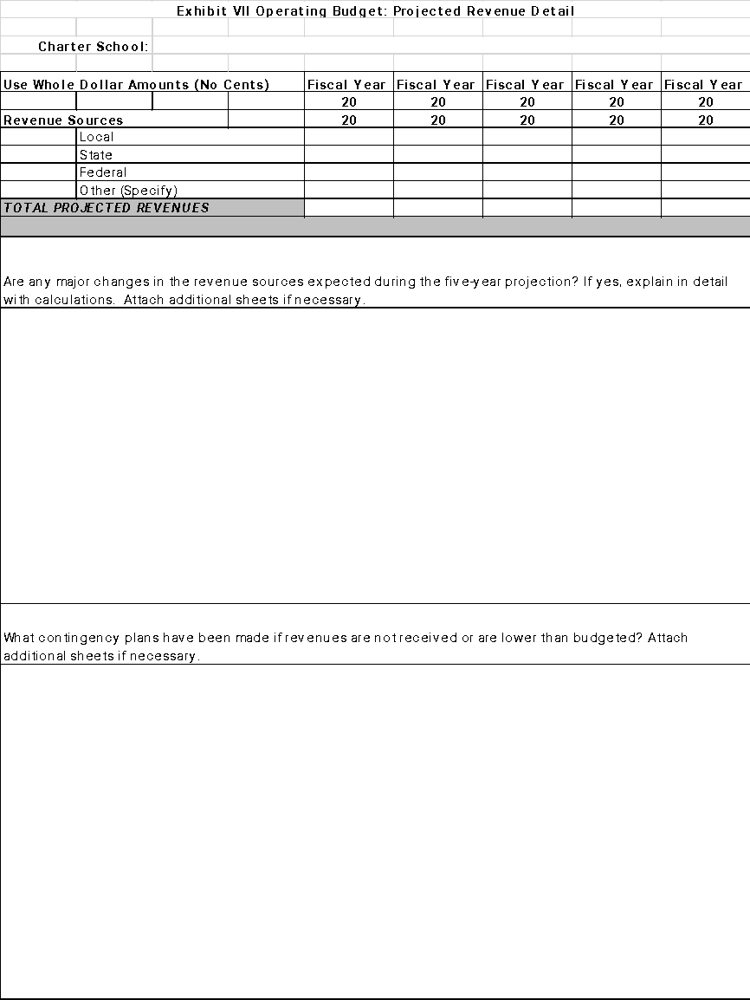 Exhibit VII Operating Budget: Projected Revenue Detail
Charter School:
Use Whole Dollar Amounts (No Cents) Fiscal Year Fiscal Year Fiscal Year Fiscal Year Fiscal Year
20 20 20 20 20
Revenue Sources 20 20 20 20 20
Local
State
Federal
Other (Specify)
TOTAL PROJECTED REVENUES
Are any major changes in the revenue sources expected during the five-year projection? If yes, explain in detail
with calculations. Attach additional sheets if necessary.
What contingency plans have been made if revenues are not received or are lower than budgeted? Attach
additional sheets if necessary.